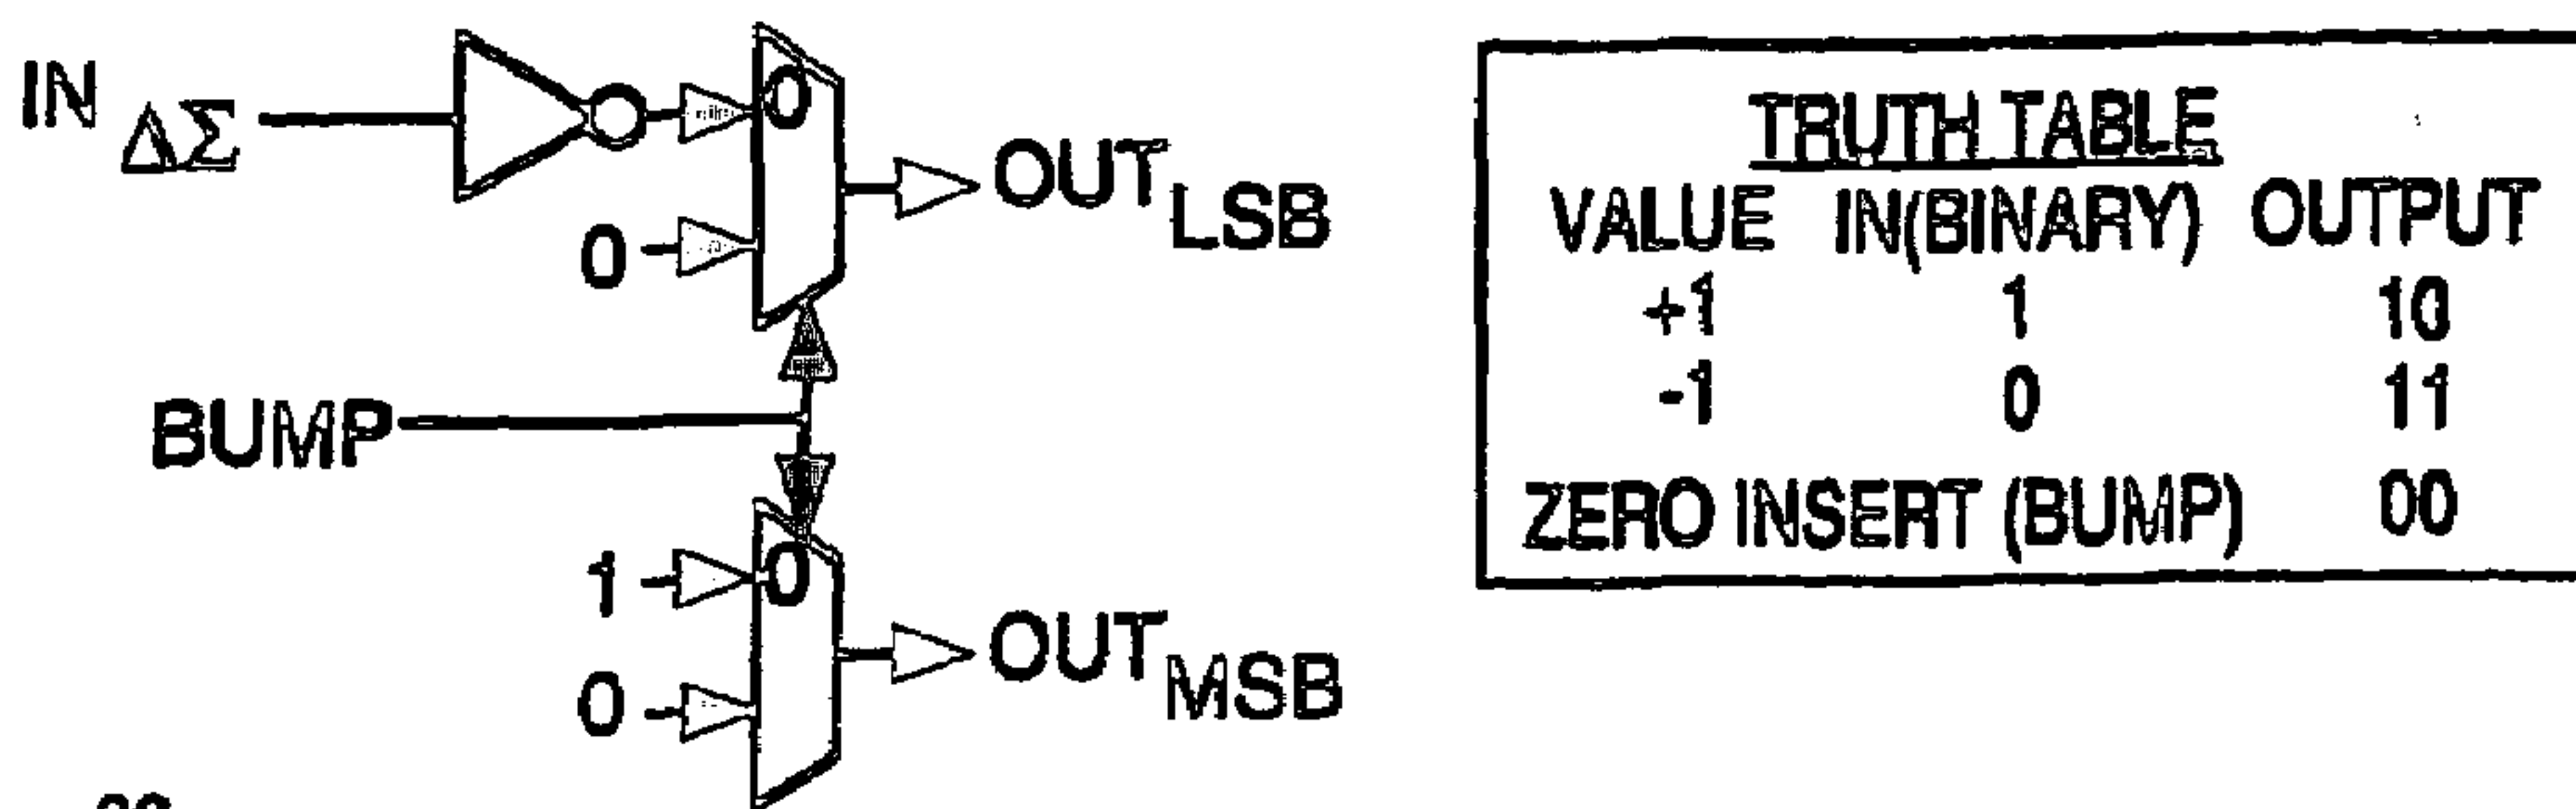 IN ΔΣ
0
0
OUT LSB
BUMP
1
0
0
OUT MSB
TRUTH TABLE
VALUE IN(BINARY) OUTPUT
+1 1 10
-1 0 11
ZERO INSERT (BUMP) 00